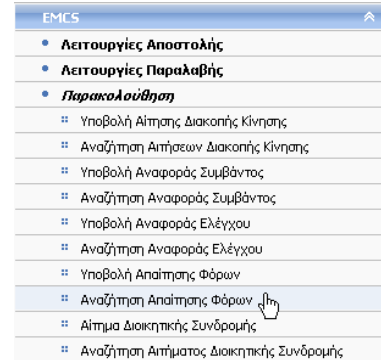 EMCS
Λειτουργίες Αποστολής
Λειτουργίες Παραλαβής
Παρακολούθηση
Υποβολή Αίτησης Διακοπής Κίνησης
Αναζήτηση Αιτήσεων Διακοπής Κίνησης
Υποβολή Αναφοράς Συμβάντος
Αναζήτηση Αναφοράς Συμβάντος
Υποβολή Αναφοράς Ελέγχου
Αναζήτηση Αναφοράς Ελέγχου
Υποβολή Απαίτησης Φόρων
Αναζήτηση Απαίτησης Φόρων
Αίτημα Διοικητικής Συνδρομής
Αναζήτηση Αιτήματος Διοικητικής Συνδρομής